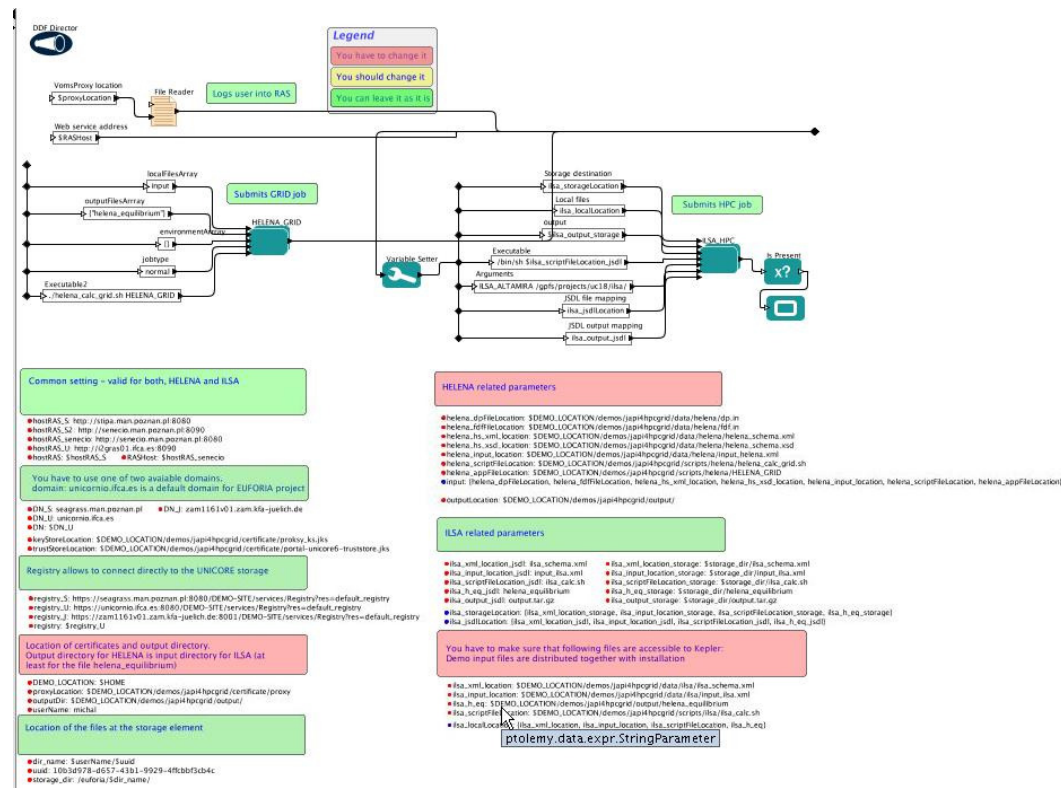 DDF Director
Legend
You have to change it
You should change it
You can leave it as it is
VomsProxy location
$proxyLocation
File Reader
Logs user into RAS
Web service address
$RASHost
localFilesArray
input
outputFilesArrray
{"helena_equilibrium"}
environmentArray
{}
jobtype
normal
Executable2
./helena_calc_grid.sh HELENA_GRID
Submits GRID job
HELENA_GRID
Variable Setter
Storage destination
ilsa_storageLocation
Local files
ilsa_localLocation
output
$ilsa_output_storage
Executable
/bin/sh $ilsa_scriptFileLocation_jsdl
Arguments
ILSA_ALTAMIRA /gpfs/projects/uc18/ilsa/
JSDL file mapping
ilsa_jsdlLocation
JSDL output mapping
ilsa_output_jsdl
Submits HPC job
ILSA_HPC
Is Present
x?
Common setting - valid for both, HELENA and ILSA
hostRAS_S: http://stipa.man.poznan.pl:8080
hostRAS_S2: http://senecio.man.poznan.pl:8090
hostRAS_senecio: http://senecio.man.poznan.pl:8080
hostRAS_U: http://i2gras01.ifca.es:8090
hostRAS: $hostRAS_S RASHost: $hostRAS_senecio
You have to use one of two avaiable domains.
domain: unicornio.ifca.es is a default domain for EUFORIA project
DN_S: seagrass.man.poznan.pl DN_J: zam1161v01.zam.kfa-juelich.de
DN_U: unicornio.ifca.es
DN: $DN_U
keyStoreLocation: $DEMO_LOCATION/demos/japi4hpcgrid/certificate/proksy_ks.jks
trustStoreLocation: $DEMO_LOCATION/demos/japi4hpcgrid/certificate/portal-unicore6-truststore.jks
Registry allows to connect directly to the UNICORE storage
registry_S: https://seagrass.man.poznan.pl:8080/DEMO-SITE/services/Registry?res=default_registry
registry_U: https://unicornio.ifca.es:8080/DEMO-SITE/services/Registry?res=default_registry
registry_J: https://zam1161v01.zam.kfa-juelich.de:8001/DEMO-SITE/services/Registry?res=default_registry
registry: $registry_U
Location of certificates and output directory.
Output directory for HELENA is input directory for ILSA (at
least for the file helena_equilibrium)
DEMO_LOCATION: $HOME
proxyLocation: $DEMO_LOCATION/demos/japi4hpcgrid/certificate/proxy
outputDir: $DEMO_LOCATION/demos/japi4hpcgrid/output/
userName: michal
Location of the files at the storage element
dir_name: $userName/$uuid
uuid: 10b3d978-d657-43b1-9929-4ffcbbf3cb4c
storage_dir: /euforia/$dir_name/
HELENA related parameters
helena_dpFileLocation: $DEMO_LOCATION/demos/japi4hpcgrid/data/helena/dp.in
helena_fdfFileLocation: $DEMO_LOCATION/demos/japi4hpcgrid/data/helena/fdf.in
helena_hs_xml_location: $DEMO_LOCATION/demos/japi4hpcgrid/data/helena/helena_schema.xml
helena_hs_xsd_location: $DEMO_LOCATION/demos/japi4hpcgrid/data/helena/helena_schema.xsd
helena_input_location: $DEMO_LOCATION/demos/japi4hpcgrid/data/helena/input_helena.xml
helena_scriptFileLocation: $DEMO_LOCATION/demos/japi4hpcgrid/scripts/helena/helena_calc_grid.sh
helena_appFileLocation: $DEMO_LOCATION/demos/japi4hpcgrid/scripts/helena/HELENA_GRID
input: {helena_dpFileLocation, helena_fdfFileLocation, helena_hs_xml_location, helena_hs_xsd_location, helena_input_location, helena_scriptFileLocation, helena_appFileLocation}
outputLocation: $DEMO_LOCATION/demos/japi4hpcgrid/output/
ILSA related parameters
ilsa_xml_location_jsdl: ilsa_schema.xml ilsa_xml_location_storage: $storage_dir/ilsa_schema.xml
ilsa_input_location_jsdl: input_ilsa.xml ilsa_input_location_storage: $storage_dir/input_ilsa.xml
ilsa_scriptFileLocation_jsdl: ilsa_calc.sh ilsa_scriptFileLocation_storage: $storage_dir/ilsa_calc.sh
ilsa_h_eq_jsdl: helena_equilibrium ilsa_h_eq_storage: $storage_dir/helena_equilibrium
ilsa_output_jsdl: output.tar.gz ilsa_output_storage: $storage_dir/output.tar.gz
ilsa_storageLocation: {ilsa_xml_location_storage, ilsa_input_location_storage, ilsa_scriptFileLocation_storage, ilsa_h_eq_storage}
ilsa_jsdlLocation: {ilsa_xml_location_jsdl, ilsa_input_location_jsdl, ilsa_scriptFileLocation_jsdl, ilsa_h_eq_jsdl}
You have to make sure that following files are accessible to Kepler:
Demo input files are distributed together with installation
ilsa_xml_location: $DEMO_LOCATION/demos/japi4hpcgrid/data/ilsa/ilsa_schema.xml
ilsa_input_location: $DEMO_LOCATION/demos/japi4hpcgrid/data/ilsa/input_ilsa.xml
ilsa_h_eq: $DEMO_LOCATION/demos/japi4hpcgrid/output/helena_equilibrium
$DEMO_LOCATION/demos/japi4hpcgrid/scripts/ilsa/ilsa_calc.sh
{ilsa_xml_location, ilsa_input_location, ilsa_scriptFileLocation, ilsa_h_eq}
ptolemy.data.expr.StringParameter